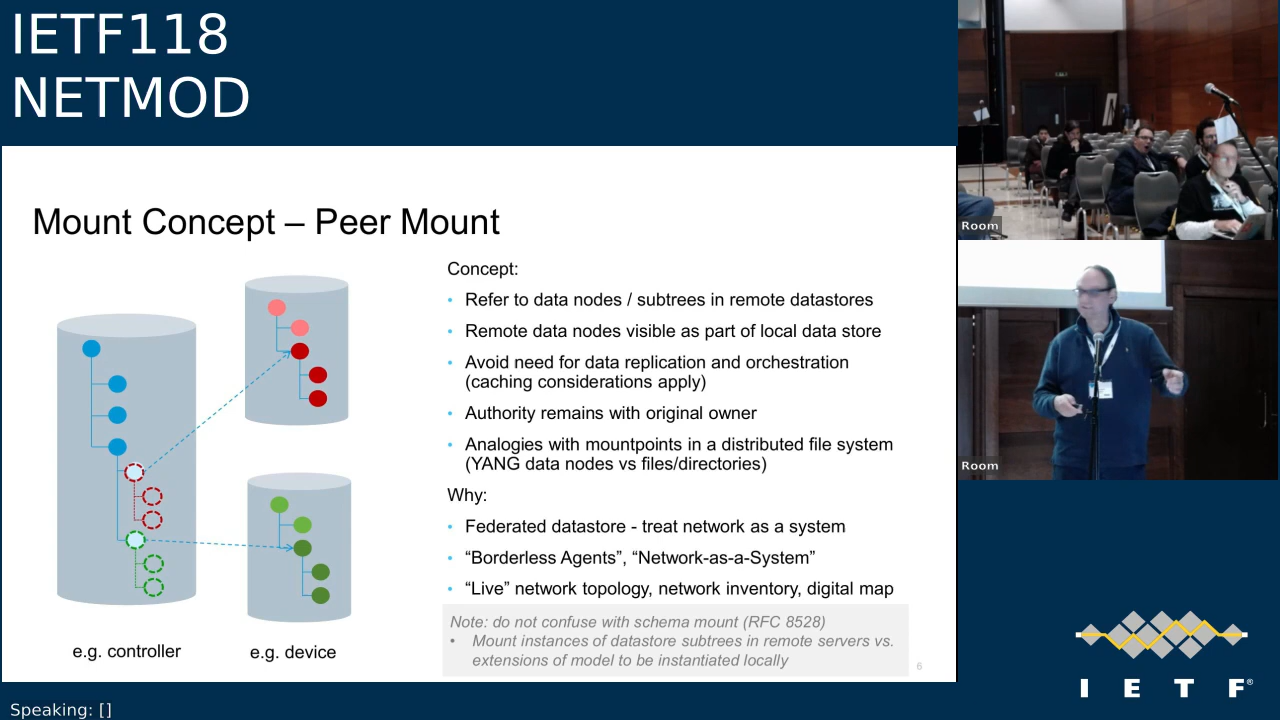 IETF118
NETMOD
Mount Concept – Peer Mount
Concept:
• Refer to data nodes / subtrees in remote datastores
• Remote data nodes visible as part of local data store
• Avoid need for data replication and orchestration
(caching considerations apply)
• Authority remains with original owner
• Analogies with mountpoints in a distributed file system
(YANG data nodes vs files/directories)
Why:
• Federated datastore - treat network as a system
• “Borderless Agents”, “Network-as-a-System”
• “Live” network topology, network inventory, digital map
Note: do not confuse with schema mount (RFC 8528)
• Mount instances of datastore subtrees in remote servers vs.
extensions of model to be instantiated locally
e.g. controller
e.g. device
6
Room
Room
I E T F®
Speaking: []